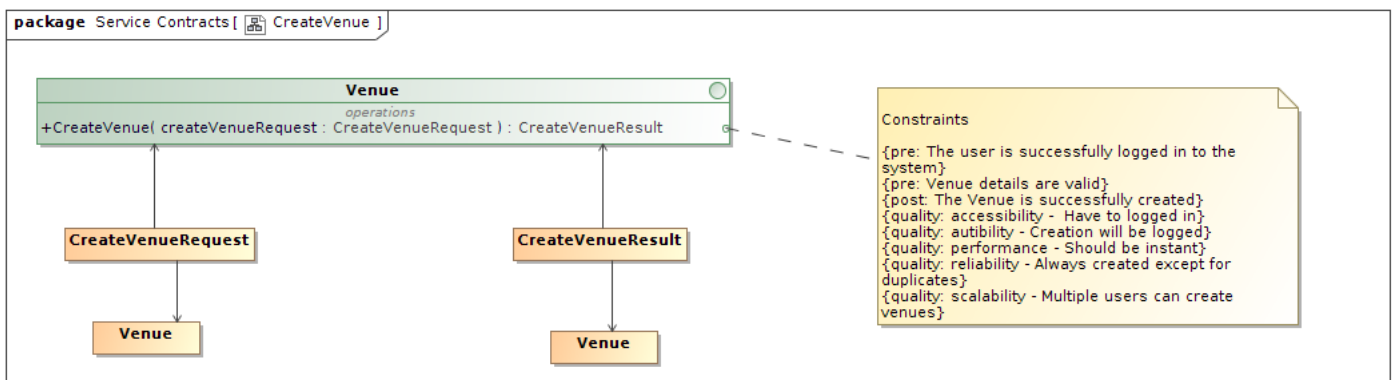 package Service Contracts [ CreateVenue ]
Venue
operations
+CreateVenue( createVenueRequest : CreateVenueRequest ) : CreateVenueResult
Constraints
{pre: The user is successfully logged in to the
system}
{pre: Venue details are valid}
{post: The Venue is successfully created}
{quality: accessibility - Have to logged in}
{quality: autibility - Creation will be logged}
{quality: performance - Should be instant}
{quality: reliability - Always created except for
duplicates}
{quality: scalability - Multiple users can create
venues}
CreateVenueRequest
CreateVenueResult
Venue
Venue